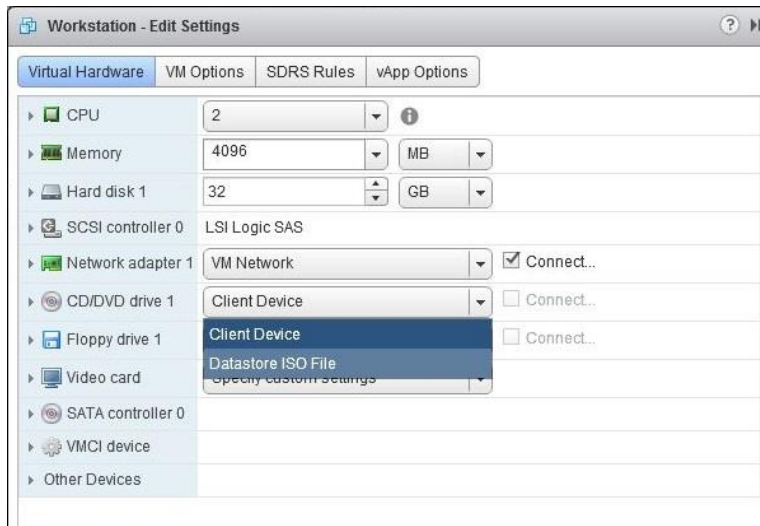 Workstation - Edit Settings ?
Virtual Hardware VM Options SDRS Rules vApp Options
CPU 2
Memory 4096 MB
Hard disk 1 32 GB
SCSI controller 0 LSI Logic SAS
Network adapter 1 VM Network Connect...
CD/DVD drive 1 Client Device Connect...
Floppy drive 1 Client Device Connect...
Datastore ISO File
Video card Specify custom settings
SATA controller 0
VMCI device
Other Devices